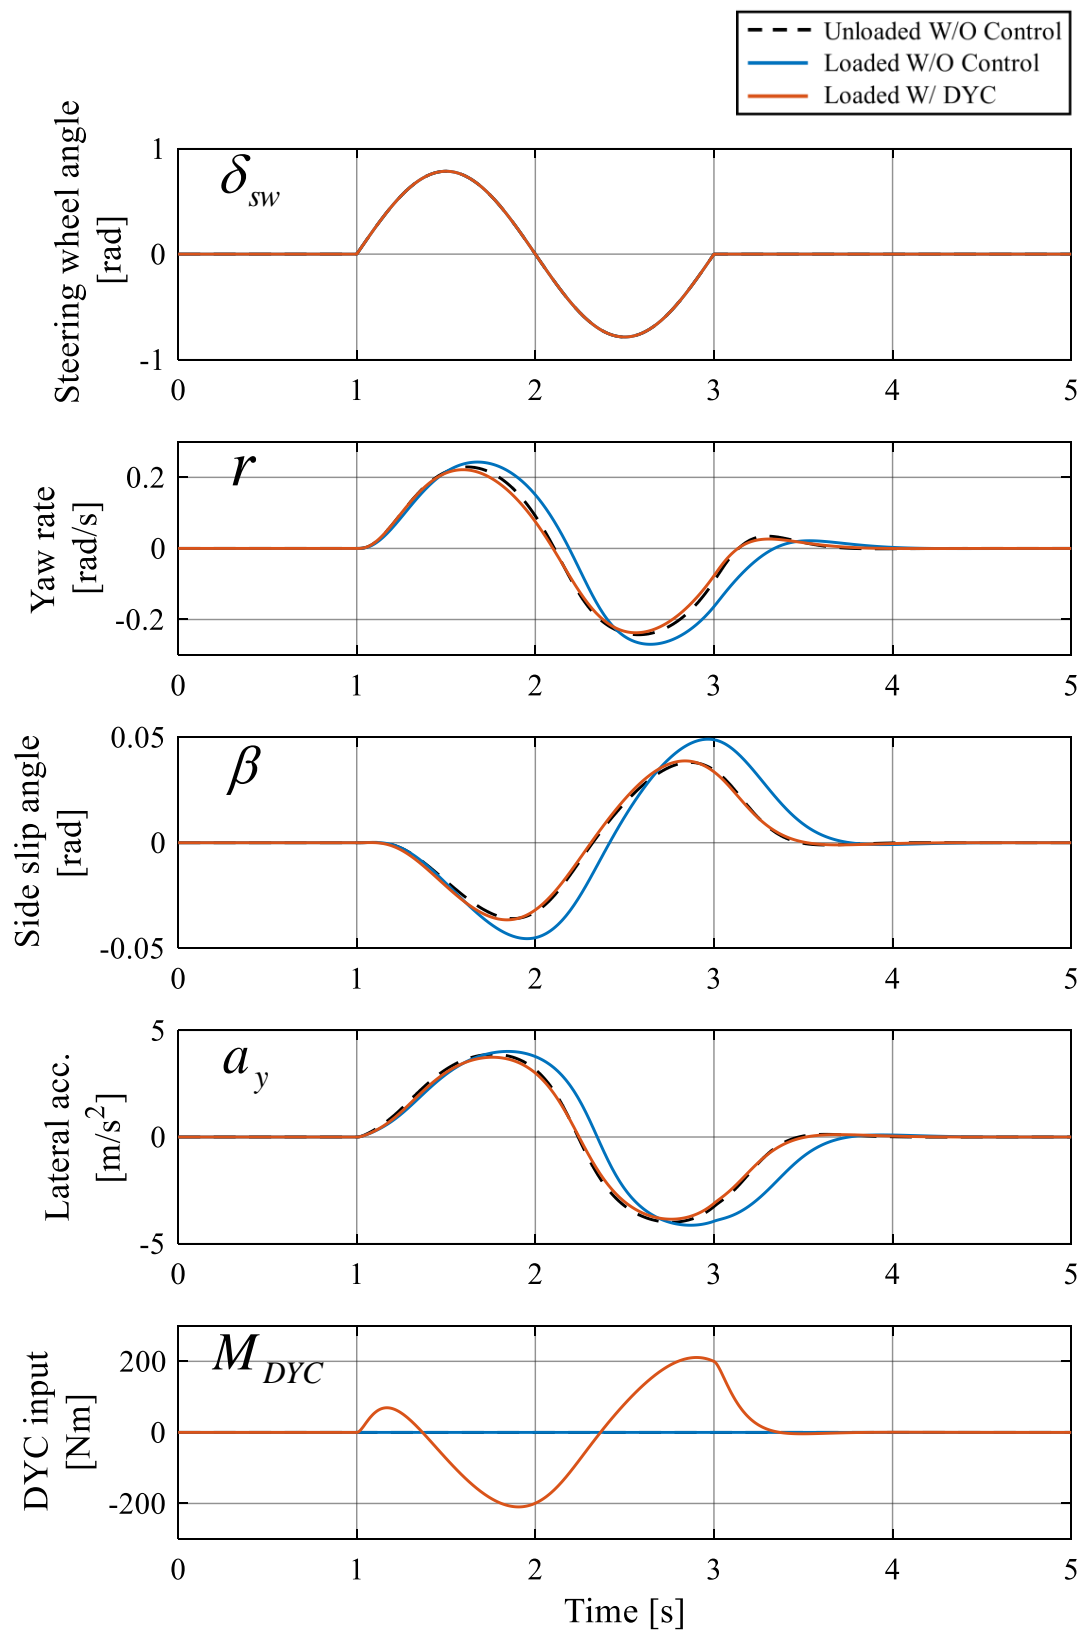 Unloaded W/O Control
Loaded W/O Control
Loaded W/ DYC
Steering wheel angle
[rad]
δsw
1
0
-1
0 1 2 3 4 5
Yaw rate
[rad/s]
r
0.2
0
-0.2
0 1 2 3 4 5
Side slip angle
[rad]
β
0.05
0
-0.05
0 1 2 3 4 5
Lateral acc.
[m/s²]
ay
5
0
-5
0 1 2 3 4 5
DYC input
[Nm]
MDYC
200
0
-200
0 1 2 3 4 5
Time [s]